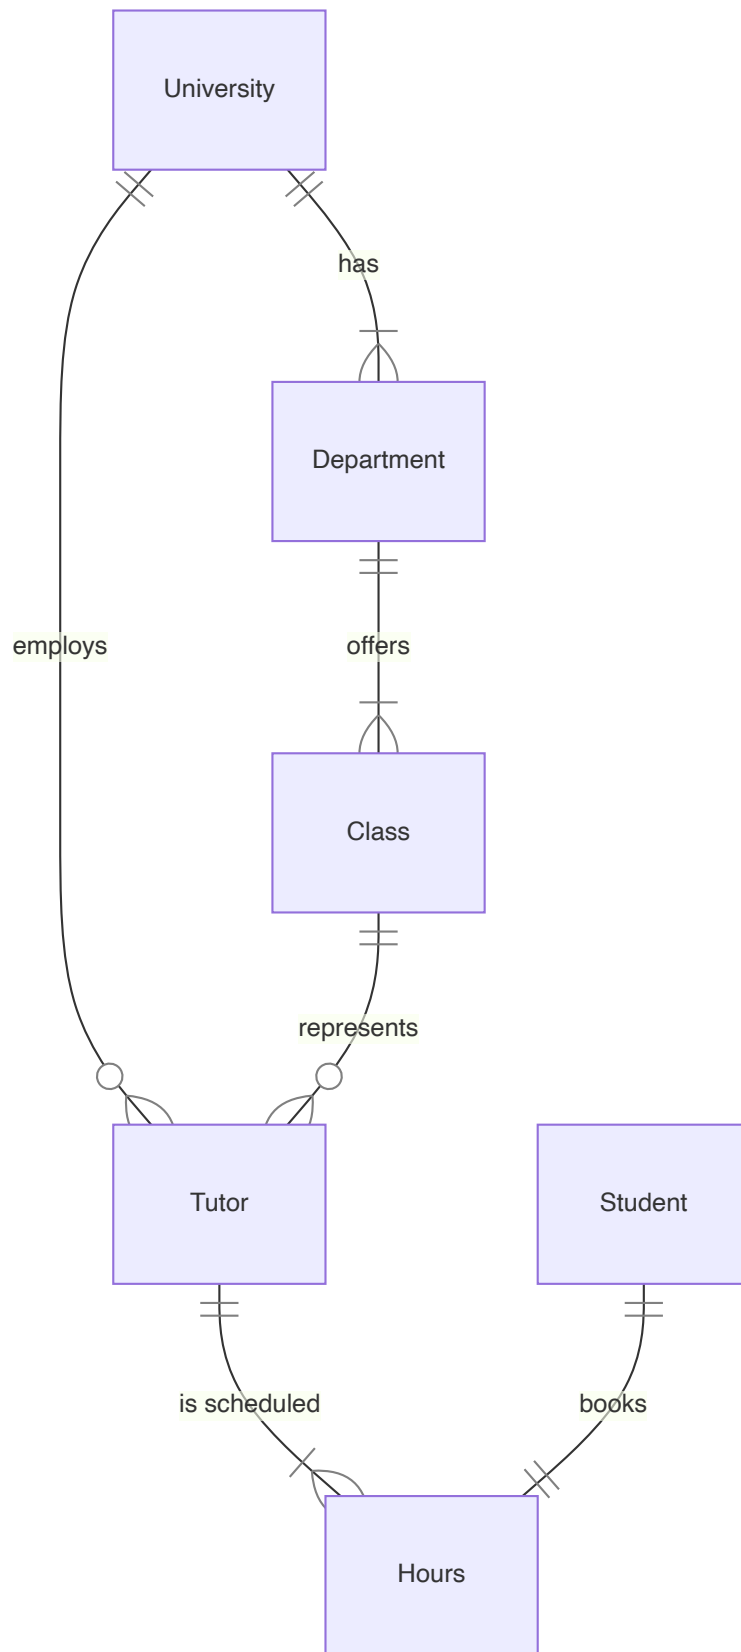 University
has
Department
employs
offers
Class
represents
Tutor
Student
is scheduled
books
Hours